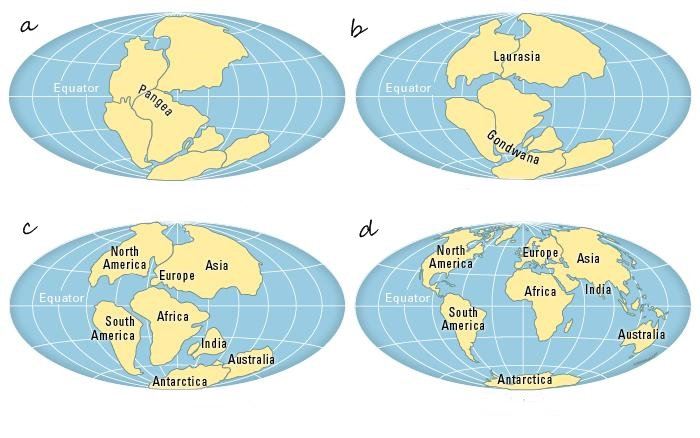 a
Equator
Pangea
b
Laurasia
Equator
Gondwana
c
North
America
Europe
Asia
Equator
South
America
Africa
India
Australia
Antarctica
d
North
America
Europe
Asia
Equator
Africa
India
South
America
Australia
Antarctica